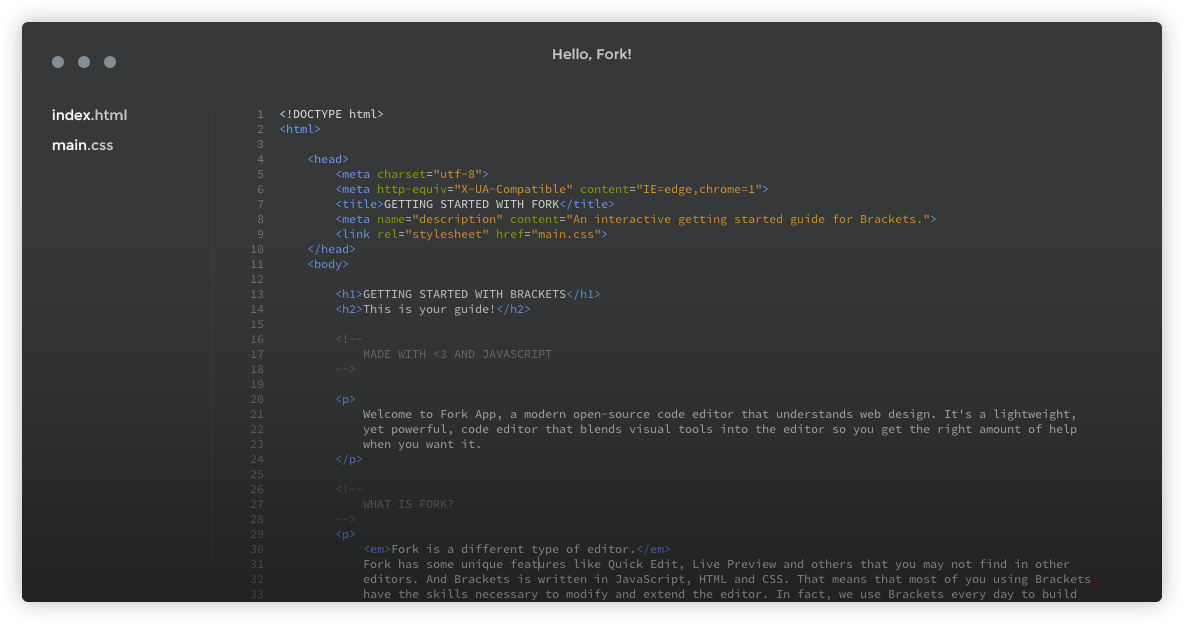 Hello, Fork!
index.html
main.css
1 <!DOCTYPE html>
2 <html>
3
4 <head>
5 <meta charset="utf-8">
6 <meta http-equiv="X-UA-Compatible" content="IE=edge,chrome=1">
7 <title>GETTING STARTED WITH FORK</title>
8 <meta name="description" content="An interactive getting started guide for Brackets.">
9 <link rel="stylesheet" href="main.css">
10 </head>
11 <body>
12
13 <h1>GETTING STARTED WITH BRACKETS</h1>
14 <h2>This is your guide!</h2>
15
16 <!--
17 MADE WITH <3 AND JAVASCRIPT
18 -->
19
20 <p>
21 Welcome to Fork App, a modern open-source code editor that understands web design. It's a lightweight,
22 yet powerful, code editor that blends visual tools into the editor so you get the right amount of help
23 when you want it.
24 </p>
25
26 <!--
27 WHAT IS FORK?
28 -->
29 <p>
30 <em>Fork is a different type of editor.</em>
31 Fork has some unique features like Quick Edit, Live Preview and others that you may not find in other
32 editors. And Brackets is written in JavaScript, HTML and CSS. That means that most of you using Brackets
33 have the skills necessary to modify and extend the editor. In fact, we use Brackets every day to build